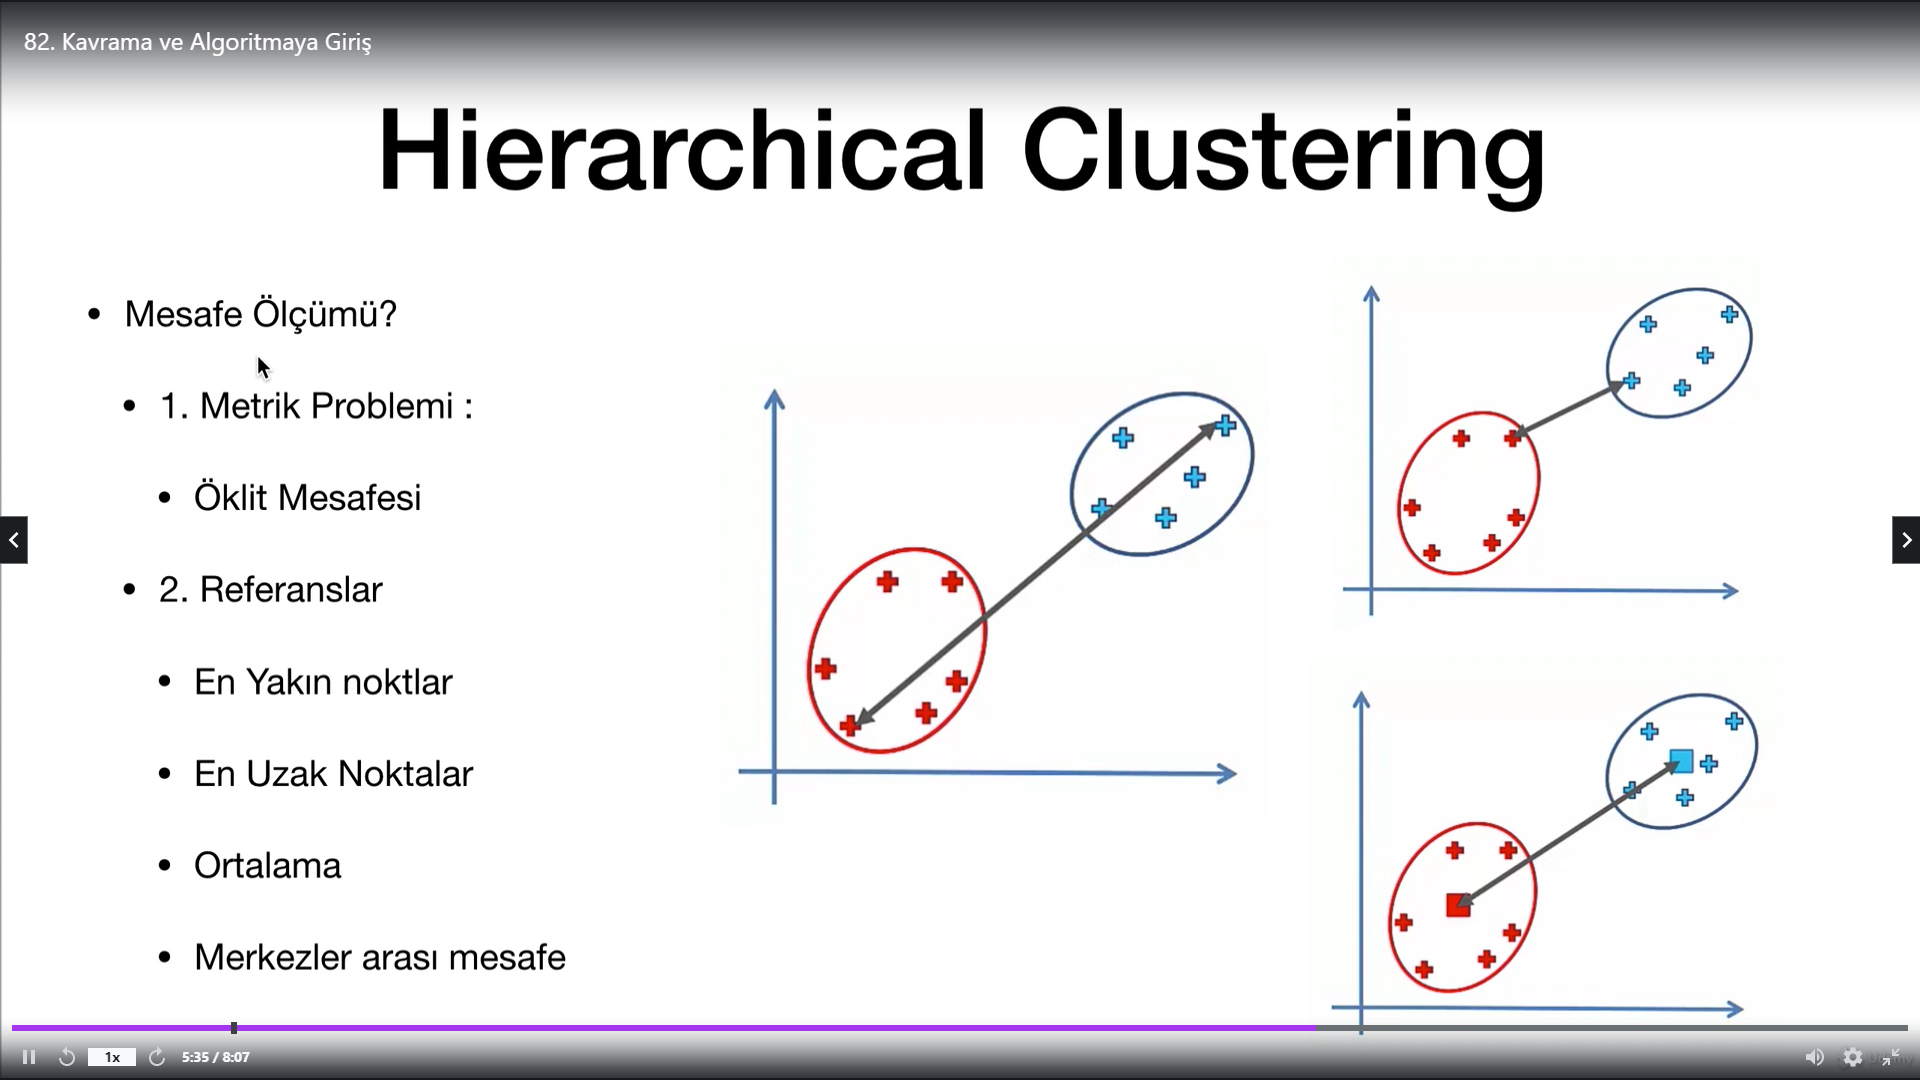 82. Kavrama ve Algoritmaya Giriş
Hierarchical Clustering
• Mesafe Ölçümü?
• 1. Metrik Problemi :
• Öklit Mesafesi
• 2. Referanslar
• En Yakın noktlar
• En Uzak Noktalar
• Ortalama
• Merkezler arası mesafe
1x
5:35 / 8:07